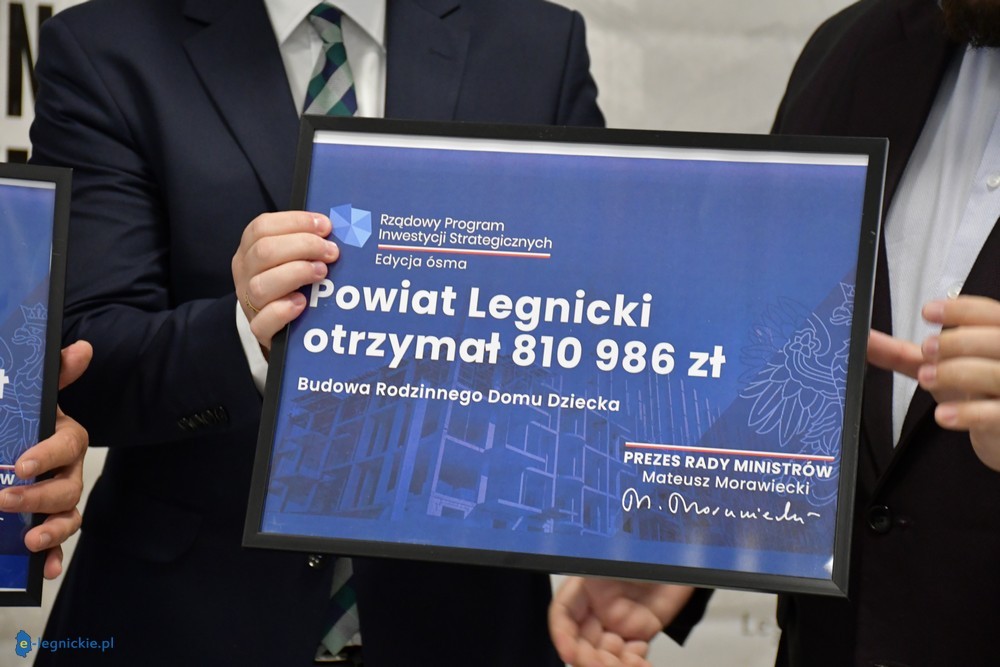 Rządowy Program
Inwestycji Strategicznych
Edycja ósma
Powiat Legnicki
otrzymał 810 986 zł
Budowa Rodzinnego Domu Dziecka
PREZES RADY MINISTRÓW
Mateusz Morawiecki
M. Morawiecki
e-legnickie.pl